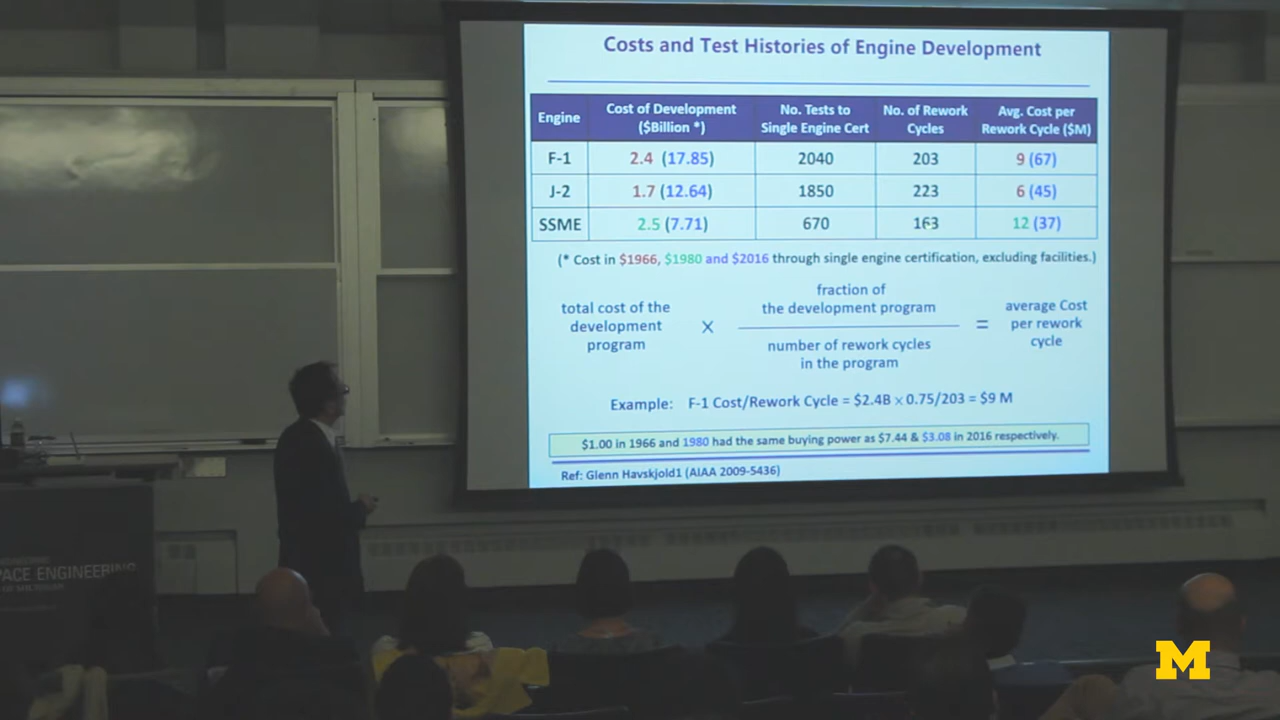 Costs and Test Histories of Engine Development
Engine
Cost of Development
($Billion *)
No. Tests to
Single Engine Cert
No. of Rework
Cycles
Avg. Cost per
Rework Cycle ($M)
F-1 2.4 (17.85) 2040 203 9 (67)
J-2 1.7 (12.64) 1850 223 6 (45)
SSME 2.5 (7.71) 670 163 12 (37)
(* Cost in $1966, $1980 and $2016 through single engine certification, excluding facilities.)
total cost of the
development
program
X
fraction of
the development program
number of rework cycles
in the program
=
average Cost
per rework
cycle
Example: F-1 Cost/Rework Cycle = $2.4B × 0.75/203 = $9 M
$1.00 in 1966 and 1980 had the same buying power as $7.44 & $3.08 in 2016 respectively.
Ref: Glenn Havskjold1 (AIAA 2009-5436)
PACE ENGINEERING
M